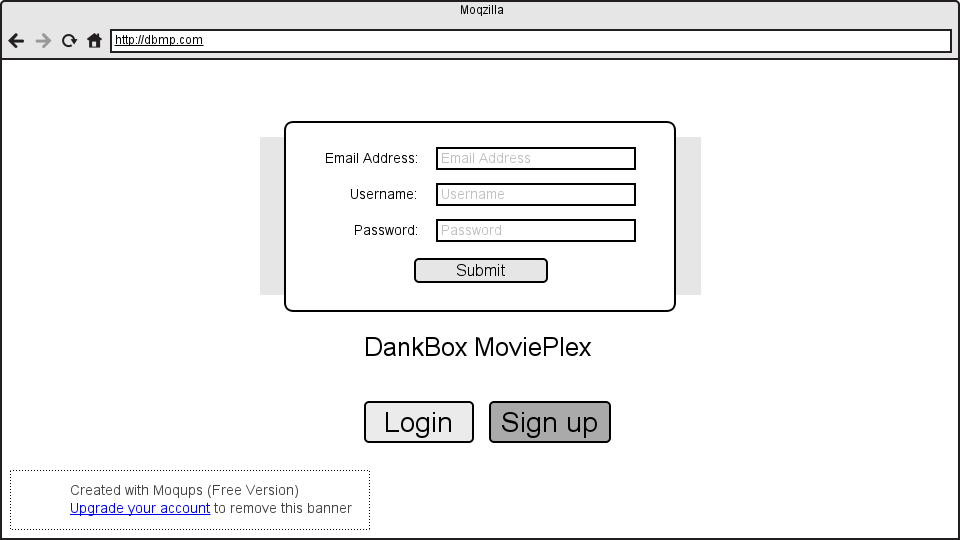 Moqzilla
http://dbmp.com
Email Address: Email Address
Username: Username
Password: Password
Submit
DankBox MoviePlex
Login Sign up
Created with Moqups (Free Version)
Upgrade your account to remove this banner